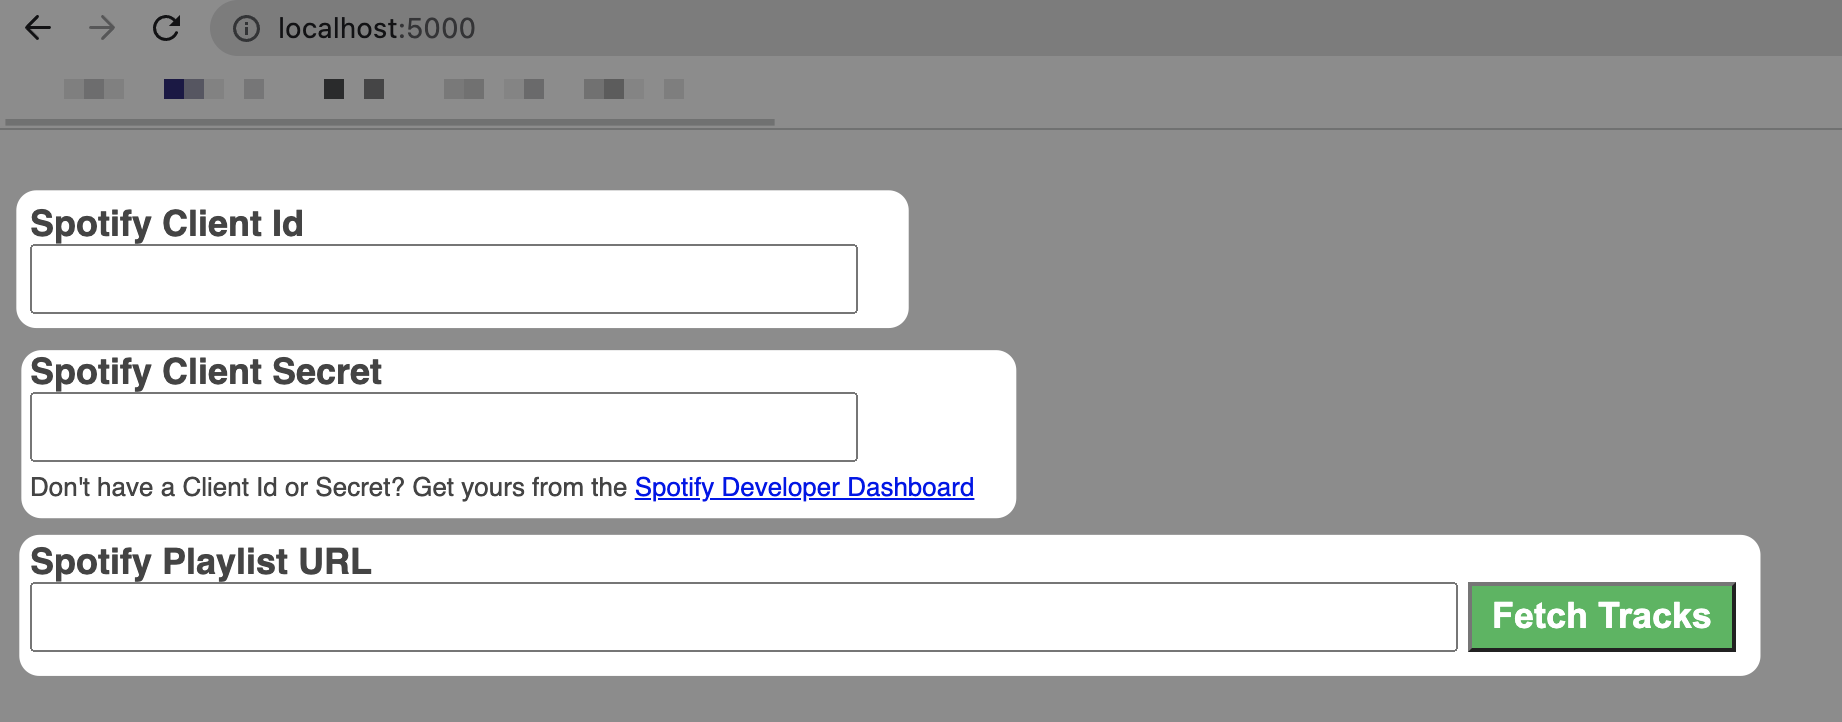 localhost:5000
Spotify Client Id
Spotify Client Secret
Don't have a Client Id or Secret? Get yours from the Spotify Developer Dashboard
Spotify Playlist URL
Fetch Tracks